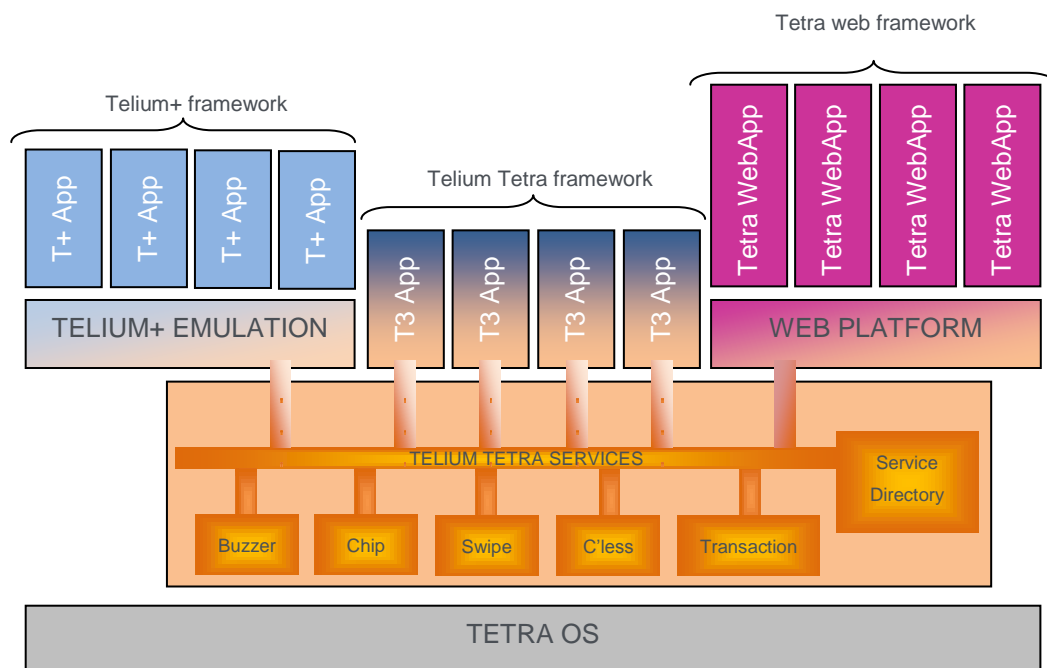 Tetra web framework
Telium+ framework
Telium Tetra framework
T+ App
T+ App
T+ App
T+ App
T3 App
T3 App
T3 App
T3 App
Tetra WebApp
Tetra WebApp
Tetra WebApp
Tetra WebApp
TELIUM+ EMULATION
WEB PLATFORM
TELIUM TETRA SERVICES
Service
Directory
Buzzer
Chip
Swipe
C'less
Transaction
TETRA OS